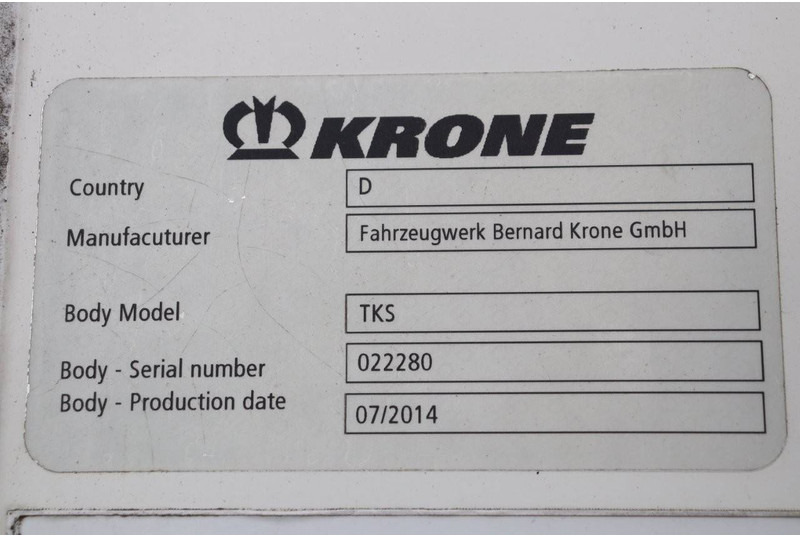 KRONE
Country D
Manufacuturer Fahrzeugwerk Bernard Krone GmbH
Body Model TKS
Body - Serial number 022280
Body - Production date 07/2014